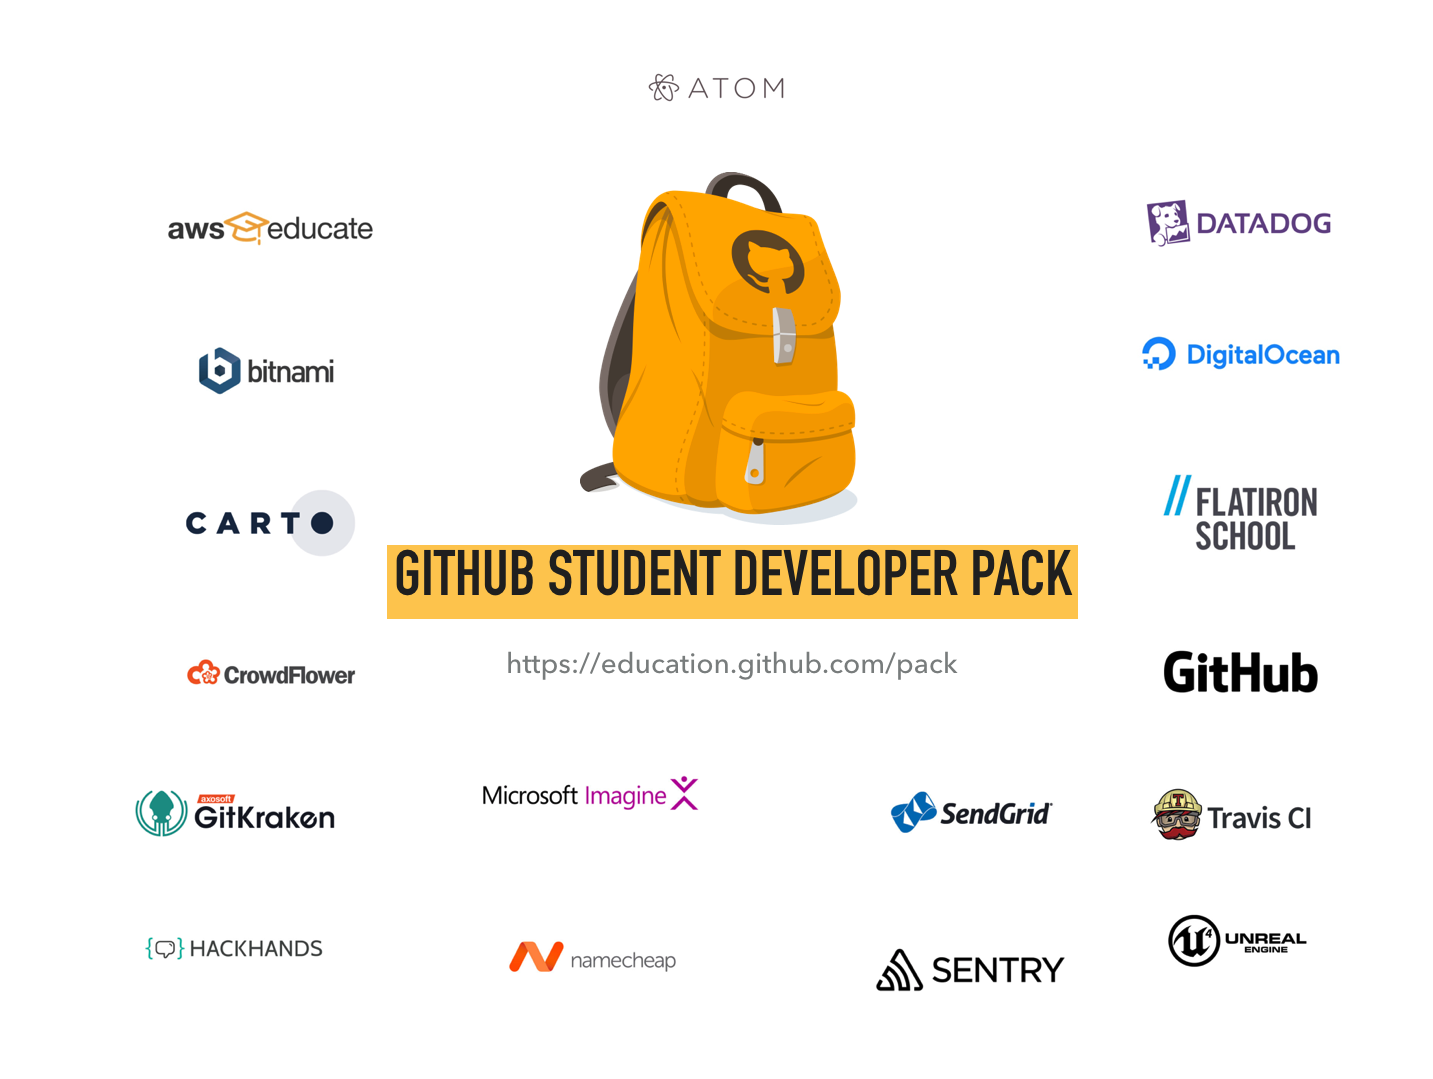 ATOM
aws educate
DATADOG
bitnami
DigitalOcean
CARTO
FLATIRON
SCHOOL
GITHUB STUDENT DEVELOPER PACK
https://education.github.com/pack
CrowdFlower
GitHub
axosoft
GitKraken
Microsoft Imagine
SendGrid
T
Travis CI
HACKHANDS
namecheap
SENTRY
U4
UNREAL
ENGINE